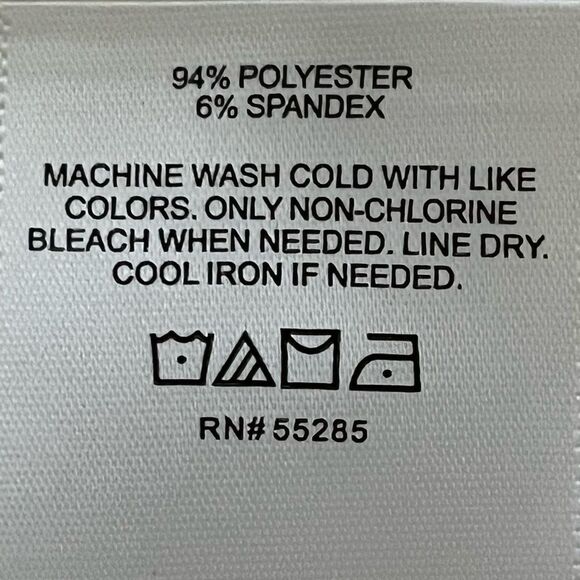 94% POLYESTER
6% SPANDEX
MACHINE WASH COLD WITH LIKE
COLORS. ONLY NON-CHLORINE
BLEACH WHEN NEEDED. LINE DRY.
COOL IRON IF NEEDED.
RN# 55285